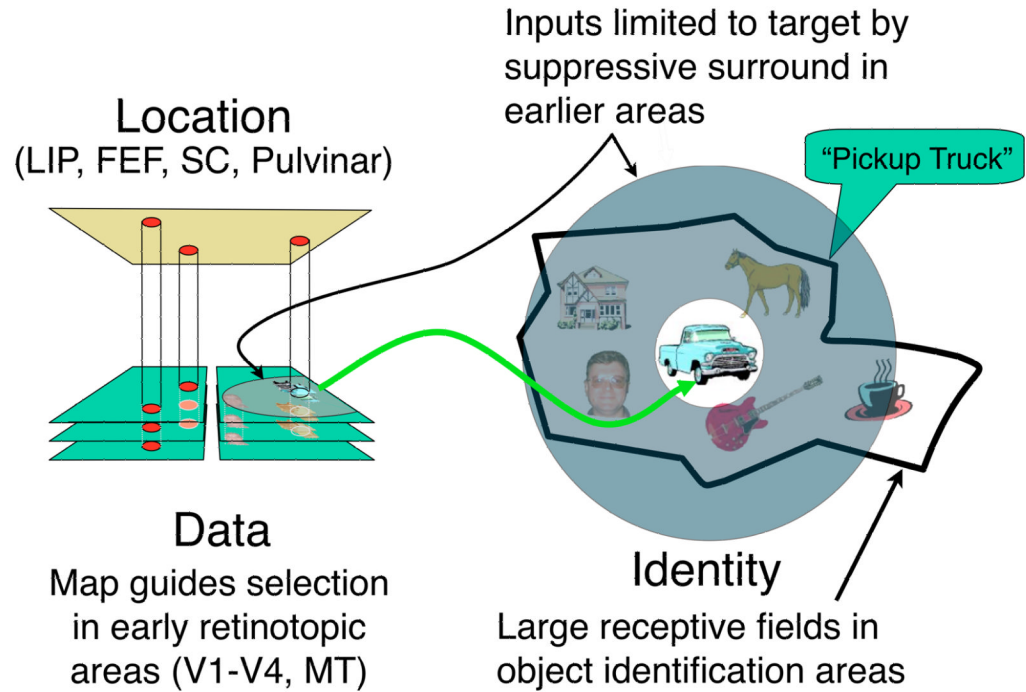 Inputs limited to target by
suppressive surround in
earlier areas
Location
(LIP, FEF, SC, Pulvinar)
“Pickup Truck”
Data
Map guides selection
in early retinotopic
areas (V1-V4, MT)
Identity
Large receptive fields in
object identification areas